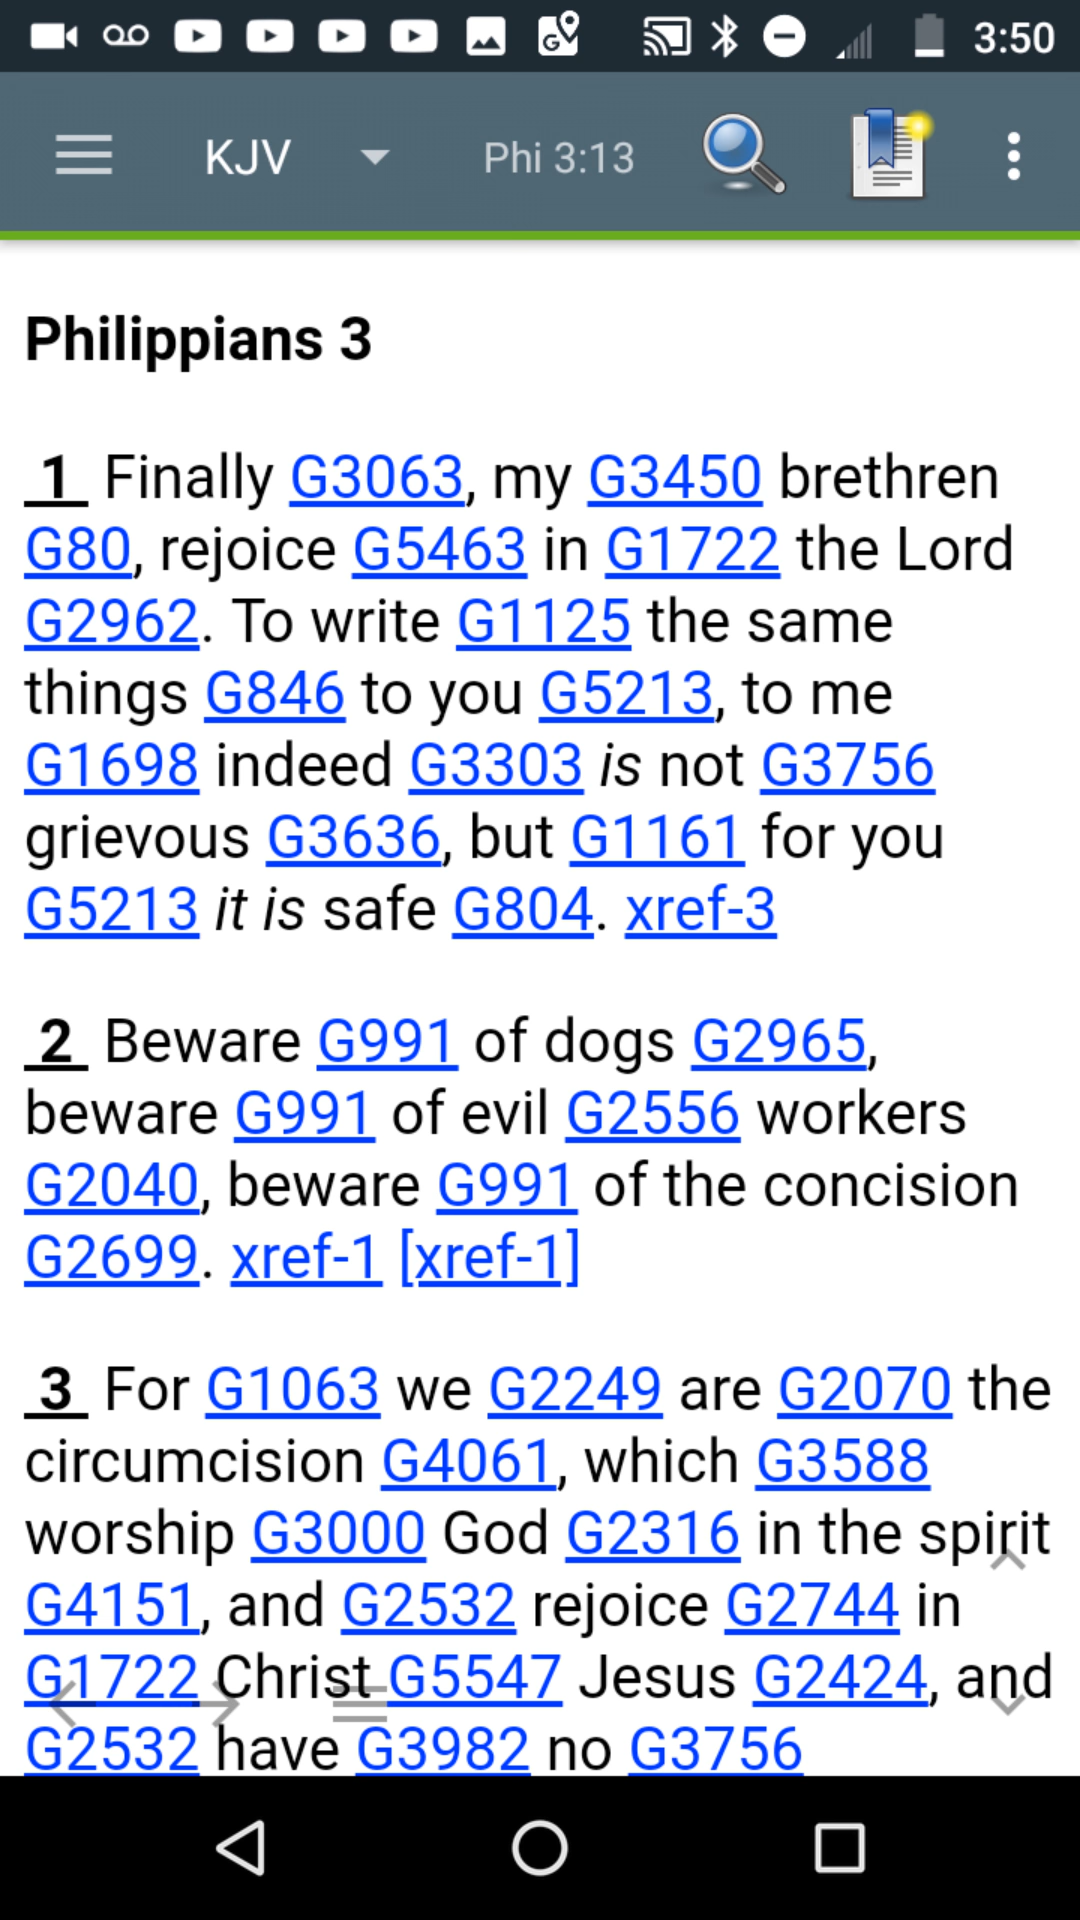 3:50
KJV Phi 3:13
Philippians 3
1 Finally G3063, my G3450 brethren
G80, rejoice G5463 in G1722 the Lord
G2962. To write G1125 the same
things G846 to you G5213, to me
G1698 indeed G3303 is not G3756
grievous G3636, but G1161 for you
G5213 it is safe G804. xref-3
2 Beware G991 of dogs G2965,
beware G991 of evil G2556 workers
G2040, beware G991 of the concision
G2699. xref-1 [xref-1]
3 For G1063 we G2249 are G2070 the
circumcision G4061, which G3588
worship G3000 God G2316 in the spirit
G4151, and G2532 rejoice G2744 in
G1722 Christ G5547 Jesus G2424, and
G2532 have G3982 no G3756